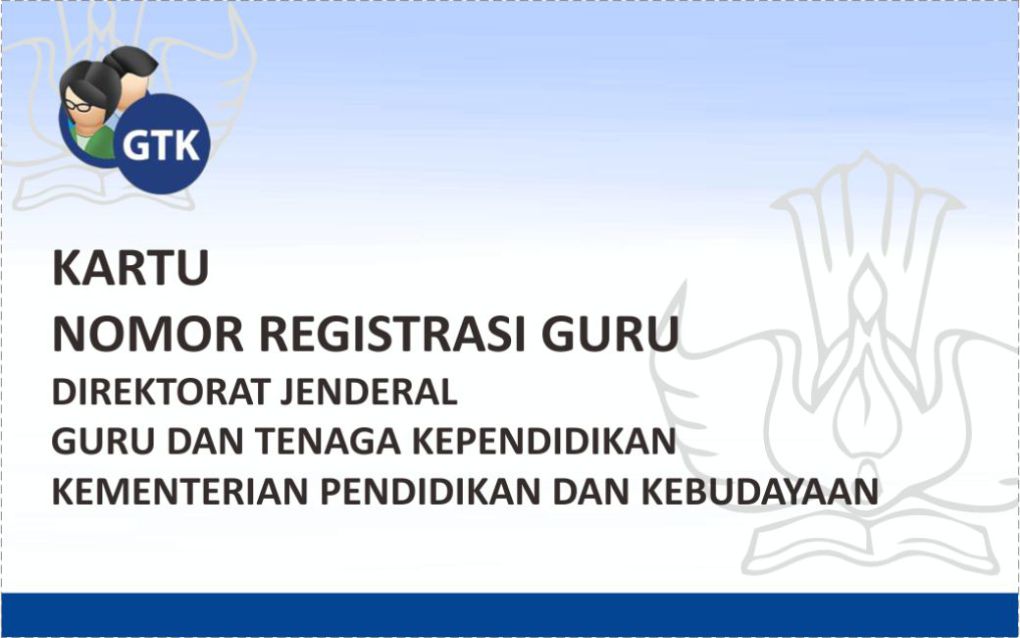 GTK
KARTU
NOMOR REGISTRASI GURU
DIREKTORAT JENDERAL
GURU DAN TENAGA KEPENDIDIKAN
KEMENTERIAN PENDIDIKAN DAN KEBUDAYAAN